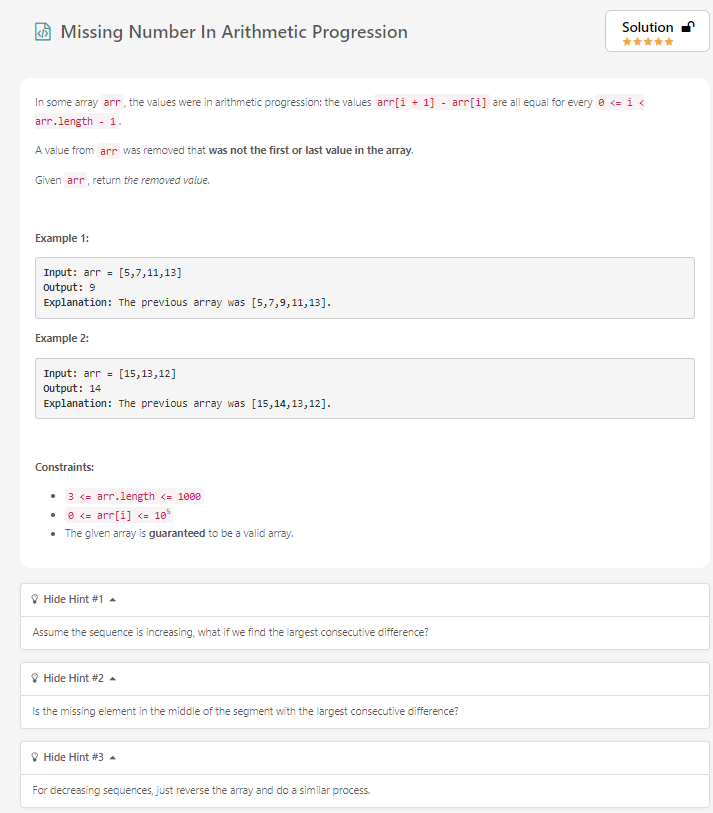 Missing Number In Arithmetic Progression
Solution
In some array arr, the values were in arithmetic progression: the values arr[i + 1] - arr[i] are all equal for every 0 <= i <
arr.length - 1.
A value from arr was removed that was not the first or last value in the array.
Given arr, return the removed value.
Example 1:
Input: arr = [5,7,11,13]
Output: 9
Explanation: The previous array was [5,7,9,11,13].
Example 2:
Input: arr = [15,13,12]
Output: 14
Explanation: The previous array was [15,14,13,12].
Constraints:
3 <= arr.length <= 1000
0 <= arr[i] <= 10⁵
The given array is guaranteed to be a valid array.
Hide Hint #1
Assume the sequence is increasing, what if we find the largest consecutive difference?
Hide Hint #2
Is the missing element in the middle of the segment with the largest consecutive difference?
Hide Hint #3
For decreasing sequences, just reverse the array and do a similar process.